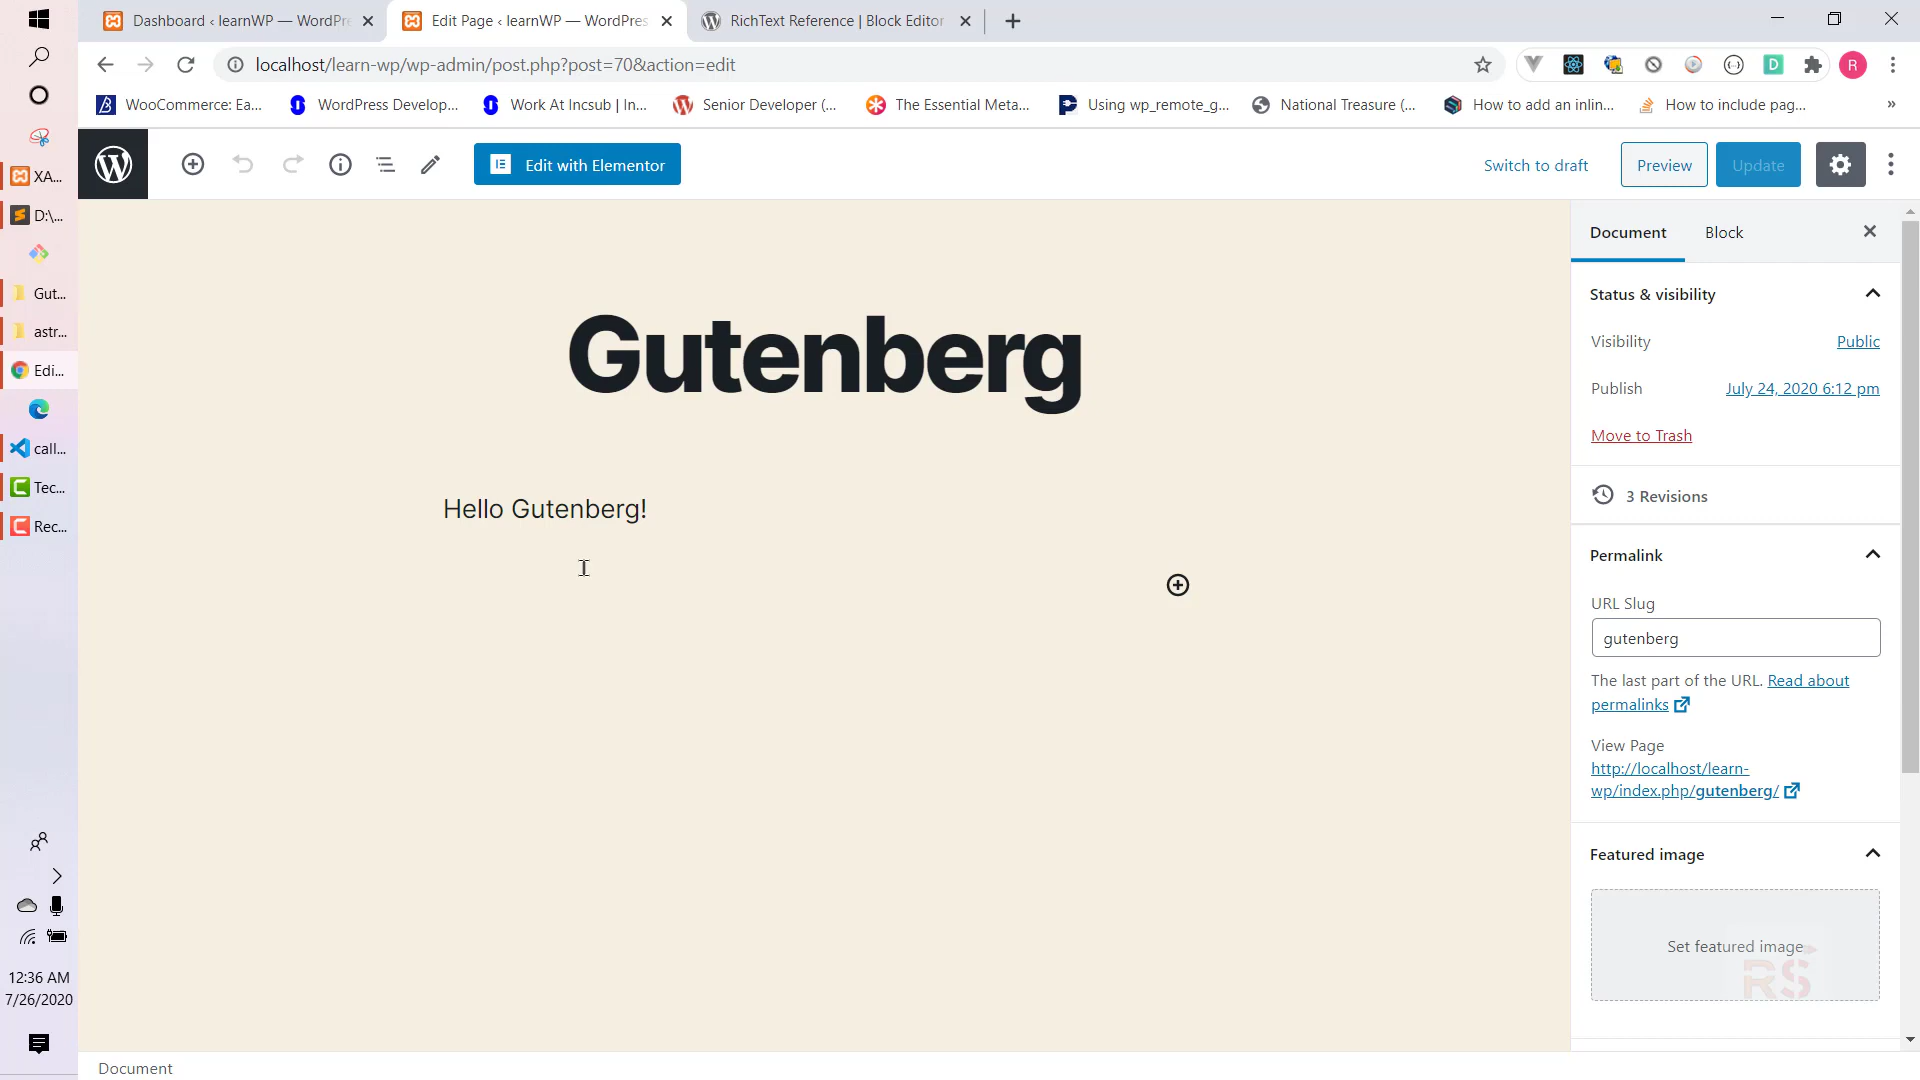 Dashboard ‹ learnWP — WordPre
Edit Page ‹ learnWP — WordPres
RichText Reference | Block Editor
localhost/learn-wp/wp-admin/post.php?post=70&action=edit
R
WooCommerce: Ea...
WordPress Develop...
Work At Incsub | In...
Senior Developer (...
The Essential Meta...
Using wp_remote_g...
National Treasure (...
How to add an inlin...
How to include pag...
»
Edit with Elementor
Switch to draft
Preview
Update
XA...
D:\...
Gut...
astr...
Edi...
call...
Tec...
Rec...
12:36 AM
7/26/2020
Gutenberg
Hello Gutenberg!
Document
Block
Status & visibility
Visibility
Public
Publish
July 24, 2020 6:12 pm
Move to Trash
3 Revisions
Permalink
URL Slug
gutenberg
The last part of the URL. Read about
permalinks
View Page
http://localhost/learn-
wp/index.php/gutenberg/
Featured image
Set featured image
RS
Document